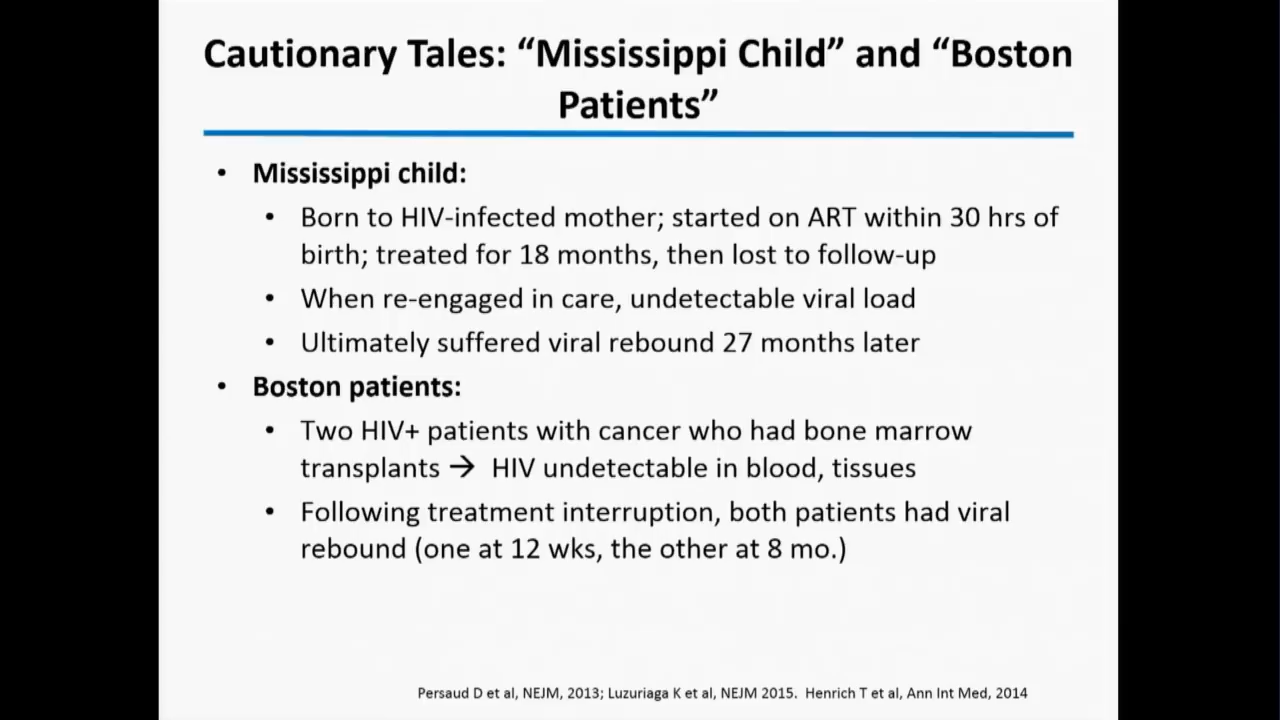 Cautionary Tales: “Mississippi Child” and “Boston
Patients”
• Mississippi child:
• Born to HIV-infected mother; started on ART within 30 hrs of
birth; treated for 18 months, then lost to follow-up
• When re-engaged in care, undetectable viral load
• Ultimately suffered viral rebound 27 months later
• Boston patients:
• Two HIV+ patients with cancer who had bone marrow
transplants → HIV undetectable in blood, tissues
• Following treatment interruption, both patients had viral
rebound (one at 12 wks, the other at 8 mo.)
Persaud D et al, NEJM, 2013; Luzuriaga K et al, NEJM 2015. Henrich T et al, Ann Int Med, 2014